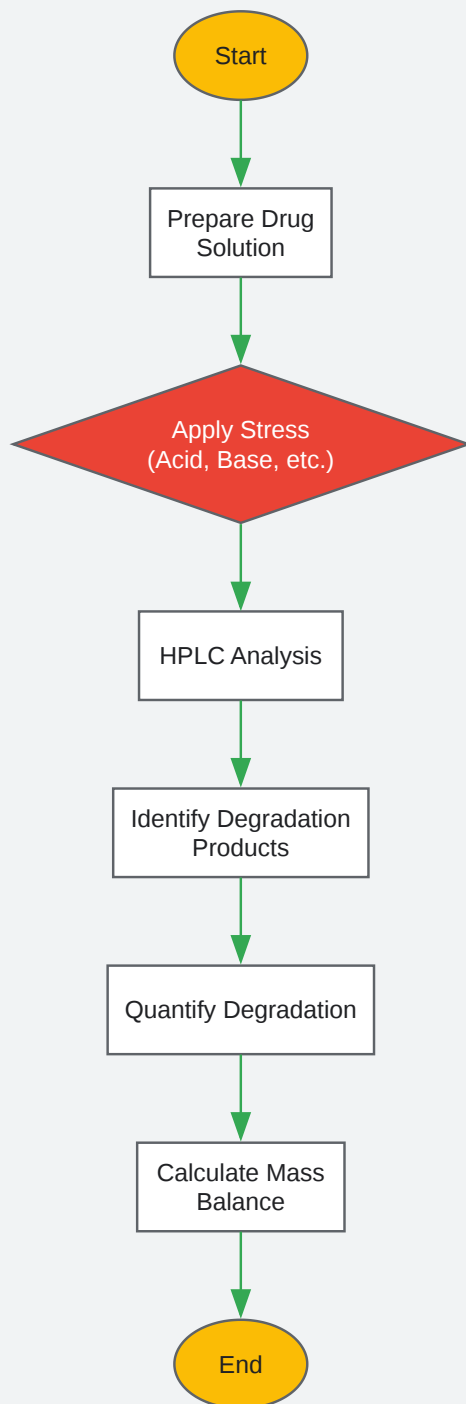 Start
Prepare Drug
Solution
Apply Stress
(Acid, Base, etc.)
HPLC Analysis
Identify Degradation
Products
Quantify Degradation
Calculate Mass
Balance
End